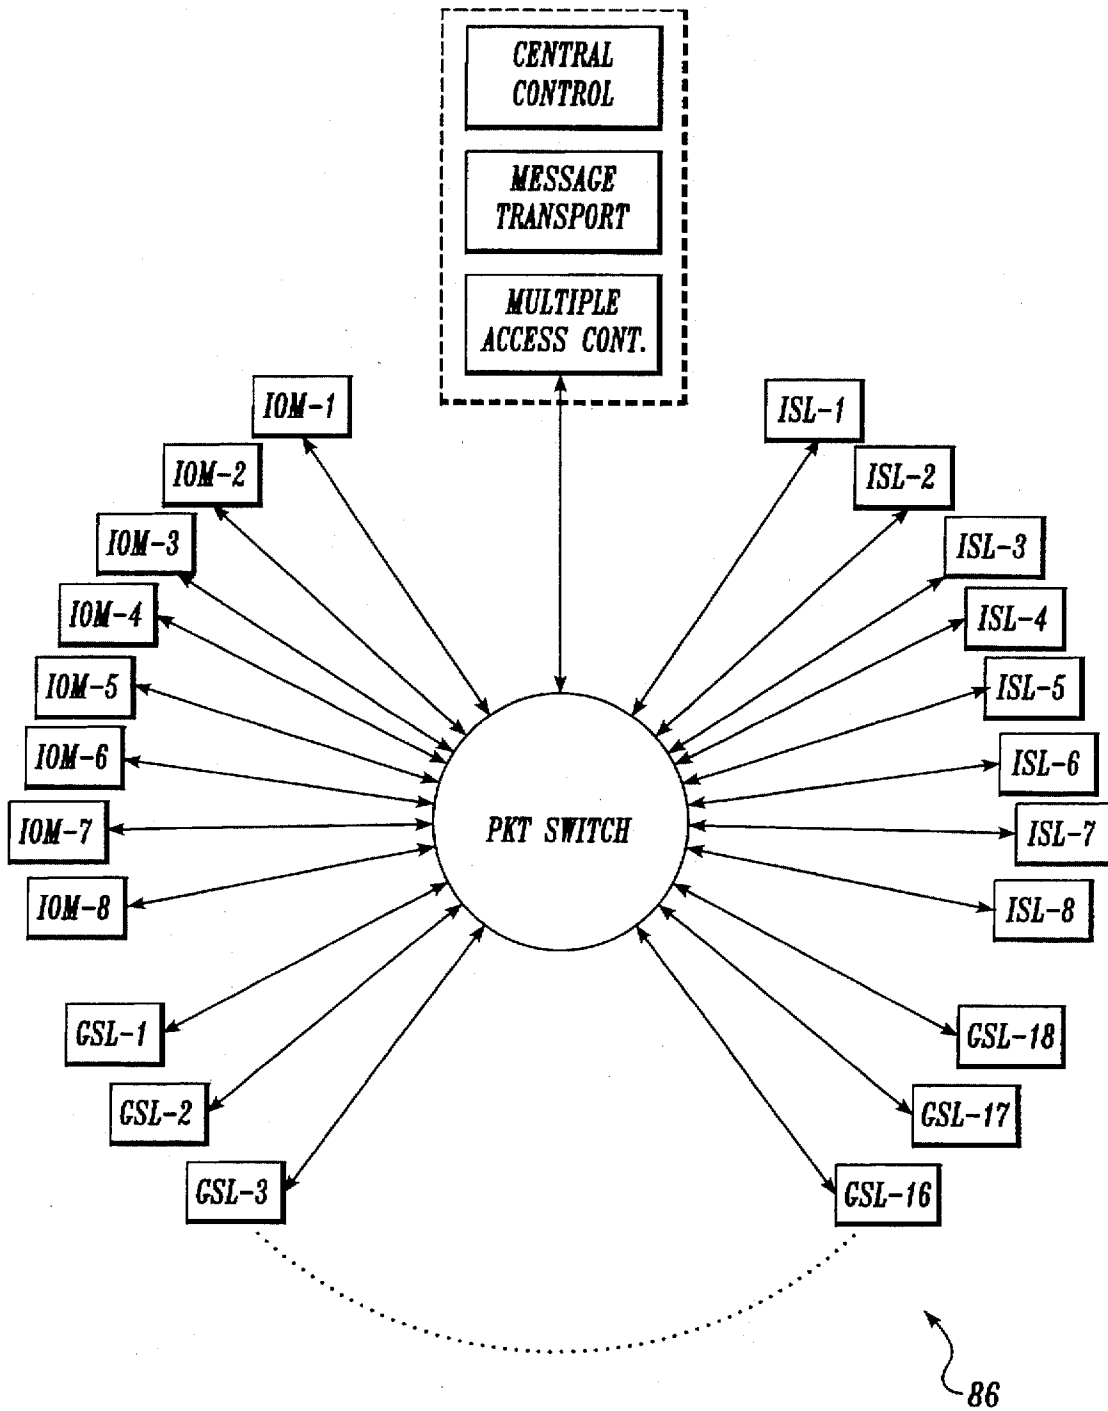 CENTRAL
CONTROL
MESSAGE
TRANSPORT
MULTIPLE
ACCESS CONT.
IOM-1
IOM-2
IOM-3
IOM-4
IOM-5
IOM-6
IOM-7
IOM-8
ISL-1
ISL-2
ISL-3
ISL-4
ISL-5
ISL-6
ISL-7
ISL-8
PKT SWITCH
GSL-1
GSL-2
GSL-3
GSL-18
GSL-17
GSL-16
86